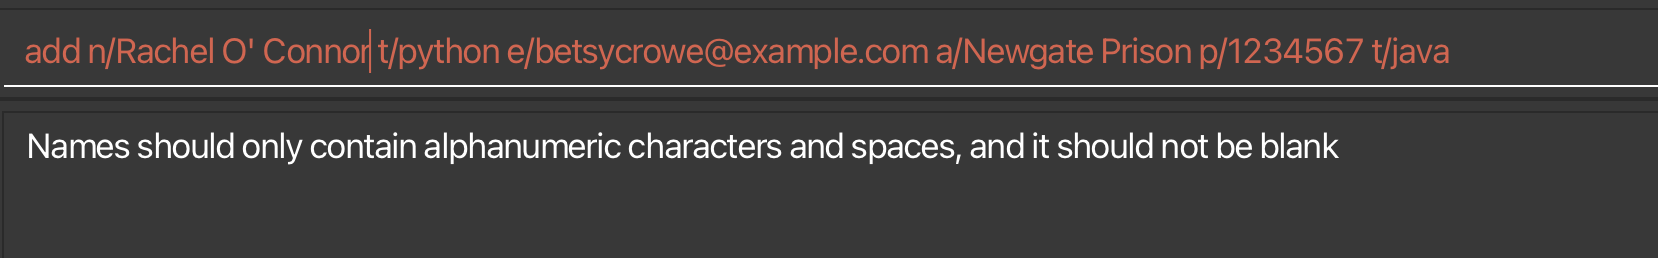 add n/Rachel O' Connor t/python e/betsycrowe@example.com a/Newgate Prison p/1234567 t/java
Names should only contain alphanumeric characters and spaces, and it should not be blank